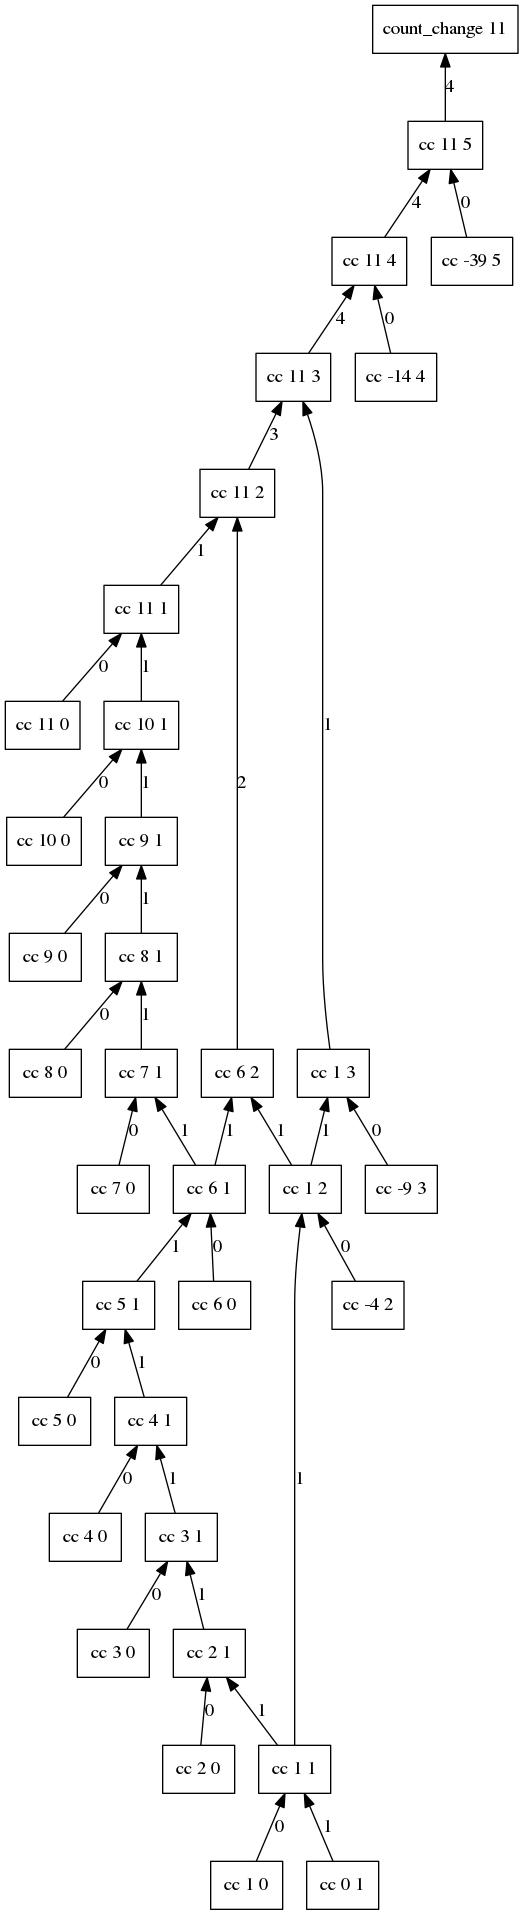 count_change 11
4
cc 11 5
4
0
cc 11 4
cc -39 5
4
0
cc 11 3
cc -14 4
3
cc 11 2
1
cc 11 1
0
1
cc 11 0
cc 10 1
1
0
1
2
cc 10 0
cc 9 1
0
1
cc 9 0
cc 8 1
0
1
cc 8 0
cc 7 1
cc 6 2
cc 1 3
0
1
1
1
1
0
cc 7 0
cc 6 1
cc 1 2
cc -9 3
1
0
0
cc 5 1
cc 6 0
cc -4 2
0
1
cc 5 0
cc 4 1
0
1
1
cc 4 0
cc 3 1
0
1
cc 3 0
cc 2 1
0
1
cc 2 0
cc 1 1
0
1
cc 1 0
cc 0 1